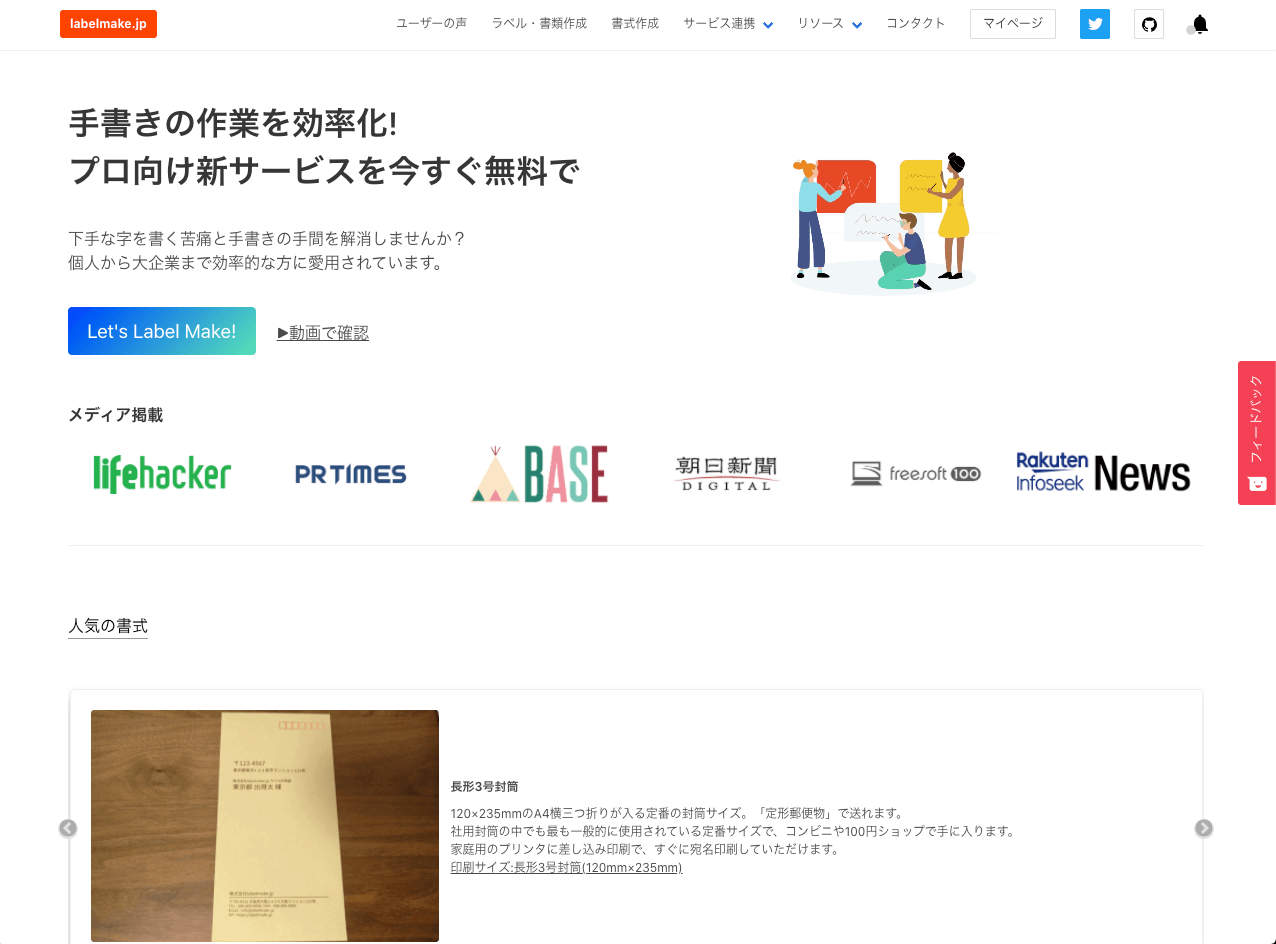 labelmake.jp
ユーザーの声
ラベル・書類作成
書式作成
サービス連携
リソース
コンタクト
マイページ
手書きの作業を効率化!
プロ向け新サービスを今すぐ無料で
下手な字を書く苦痛と手書きの手間を解消しませんか？
個人から大企業まで効率的な方に愛用されています。
Let's Label Make!
▶動画で確認
フィードバック
メディア掲載
lifehacker
PR TIMES
BASE
朝日新聞
DIGITAL
freesoft 100
Rakuten
Infoseek News
人気の書式
〒123-4567
長形3号封筒
120×235mmのA4横三つ折りが入る定番の封筒サイズ。「定形郵便物」で送れます。
社用封筒の中でも最も一般的に使用されている定番サイズで、コンビニや100円ショップで手に入ります。
家庭用のプリンタに差し込み印刷で、すぐに宛名印刷していただけます。
印刷サイズ:長形3号封筒(120mm×235mm)